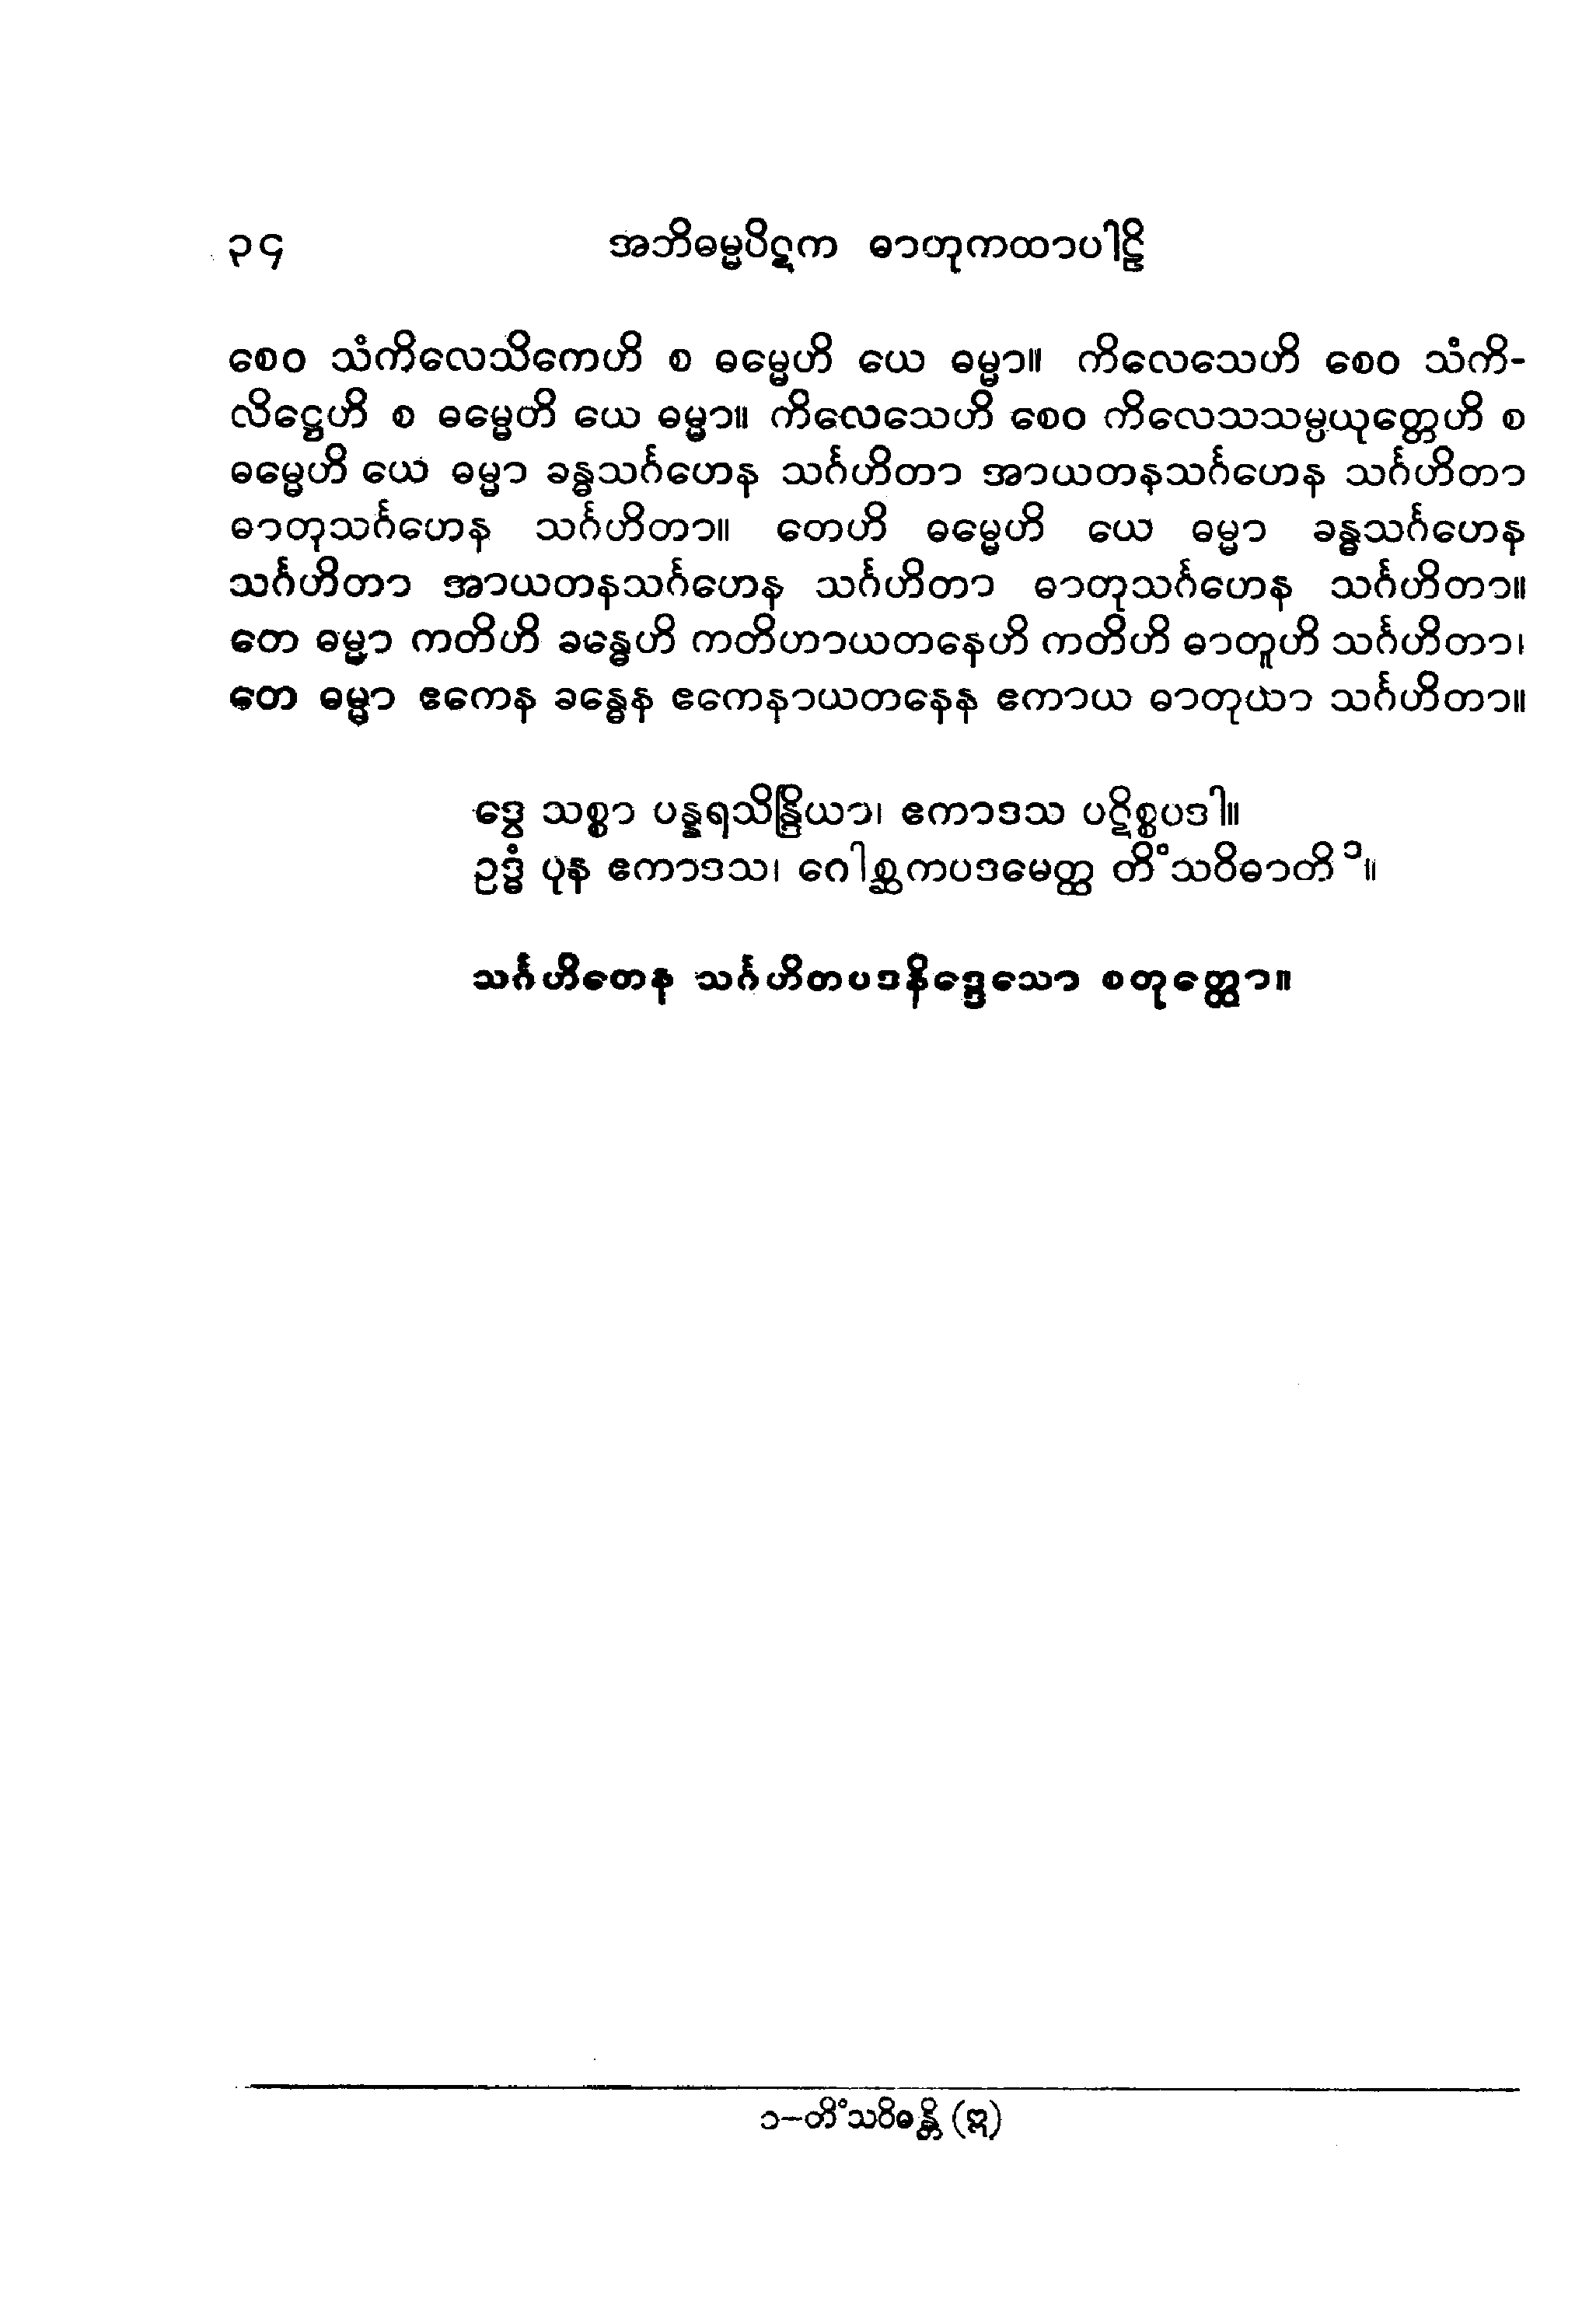 ၃၄ အဘိဓမ္မပိဋက ဓာတုကထာပါဠိ
စေဝ သံကိလေသိကေဟိ စ ဓမ္မေဟိ ယေ ဓမ္မာ။ ကိလေသေဟိ စေဝ သံကိ-
လိဋ္ဌေဟိ စ ဓမ္မေဟိ ယေ ဓမ္မာ။ ကိလေသေဟိ စေဝ ကိလေသသမ္ပယုတ္တေဟိ စ
ဓမ္မေဟိ ယေ ဓမ္မာ ခန္ဓသင်္ဂဟေန သင်္ဂဟိတာ အာယတနသင်္ဂဟေန သင်္ဂဟိတာ
ဓာတုသင်္ဂဟေန သင်္ဂဟိတာ။ တေဟိ ဓမ္မေဟိ ယေ ဓမ္မာ ခန္ဓသင်္ဂဟေန
သင်္ဂဟိတာ အာယတနသင်္ဂဟေန သင်္ဂဟိတာ ဓာတုသင်္ဂဟေန သင်္ဂဟိတာ။
တေ ဓမ္မာ ကတိဟိ ခန္ဓေဟိ ကတိဟာယတနေဟိ ကတိဟိ ဓာတူဟိ သင်္ဂဟိတာ၊
တေ ဓမ္မာ ဧကေန ခန္ဓေန ဧကေနာယတနေန ဧကာယ ဓာတုယာ သင်္ဂဟိတာ။
ဒွေ သစ္စာ ပန္နရသိန္ဒြိယာ၊ ဧကာဒသ ပဋိစ္စပဒါ။
ဥဒ္ဓံ ပုန ဧကာဒသ၊ ဂေါစ္ဆကပဒမေတ္ထ တိံသဝိဓာတိ ၁။
သင်္ဂဟိတေန သင်္ဂဟိတပဒနိဒ္ဒေသော စတုတ္ထော။
၁–တိံသဝိဓန္တိ (ဣ)